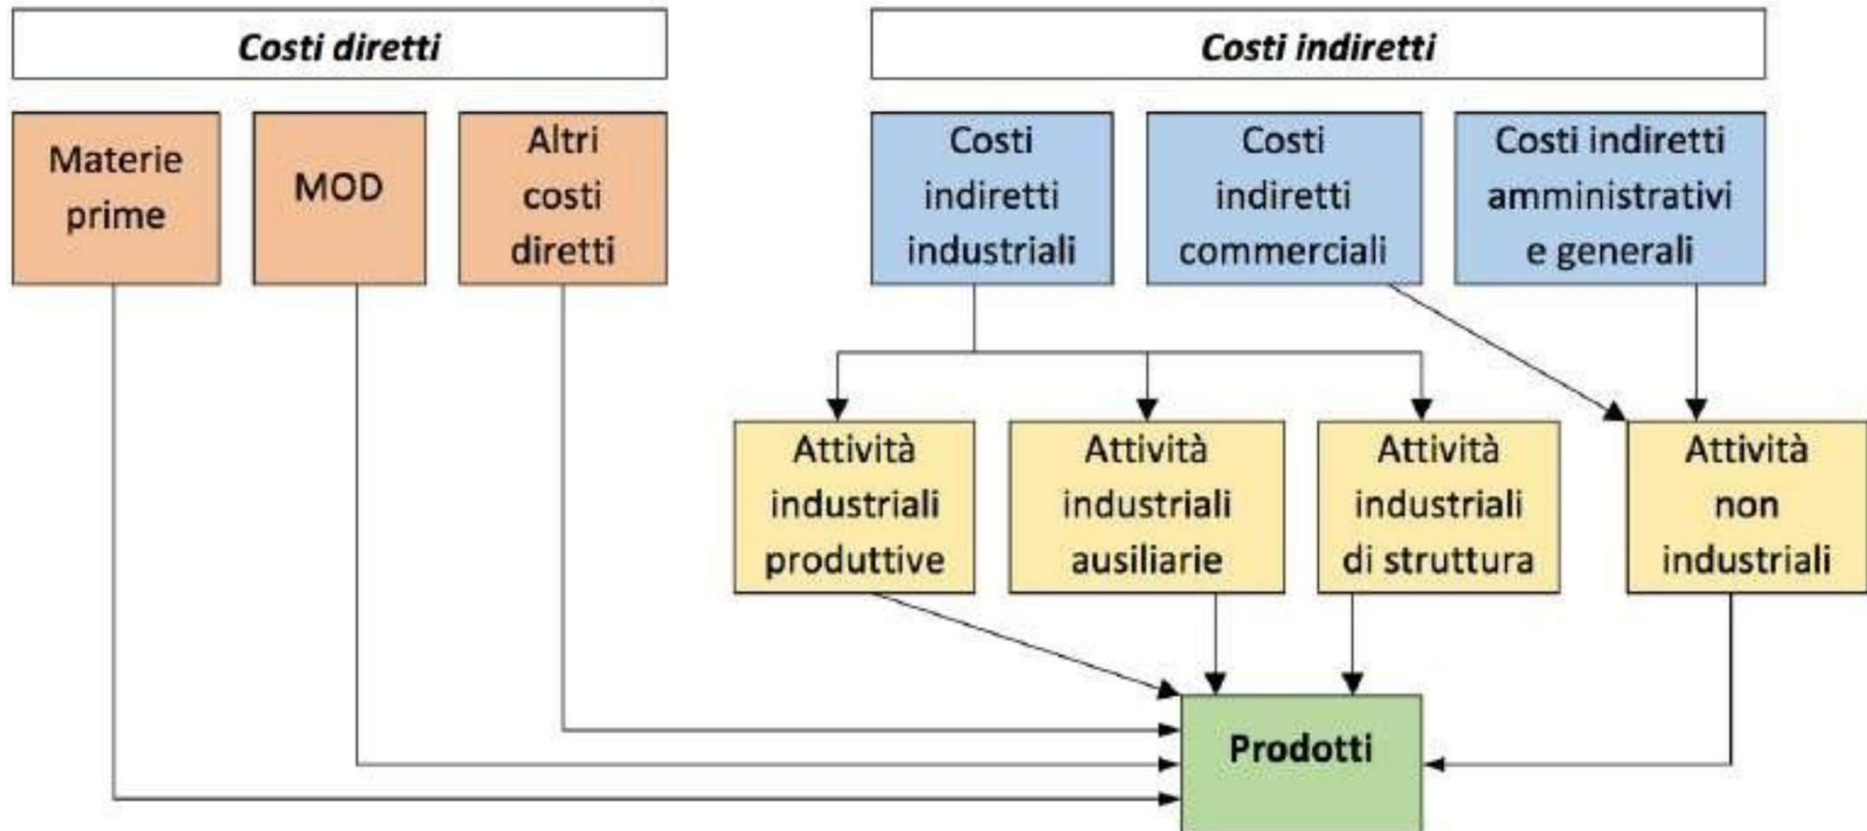 Costi diretti
Costi indiretti
Materie
prime
MOD
Altri
costi
diretti
Costi
indiretti
industriali
Costi
indiretti
commerciali
Costi indiretti
amministrativi
e generali
Attività
industriali
produttive
Attività
industriali
ausiliarie
Attività
industriali
di struttura
Attività
non
industriali
Prodotti